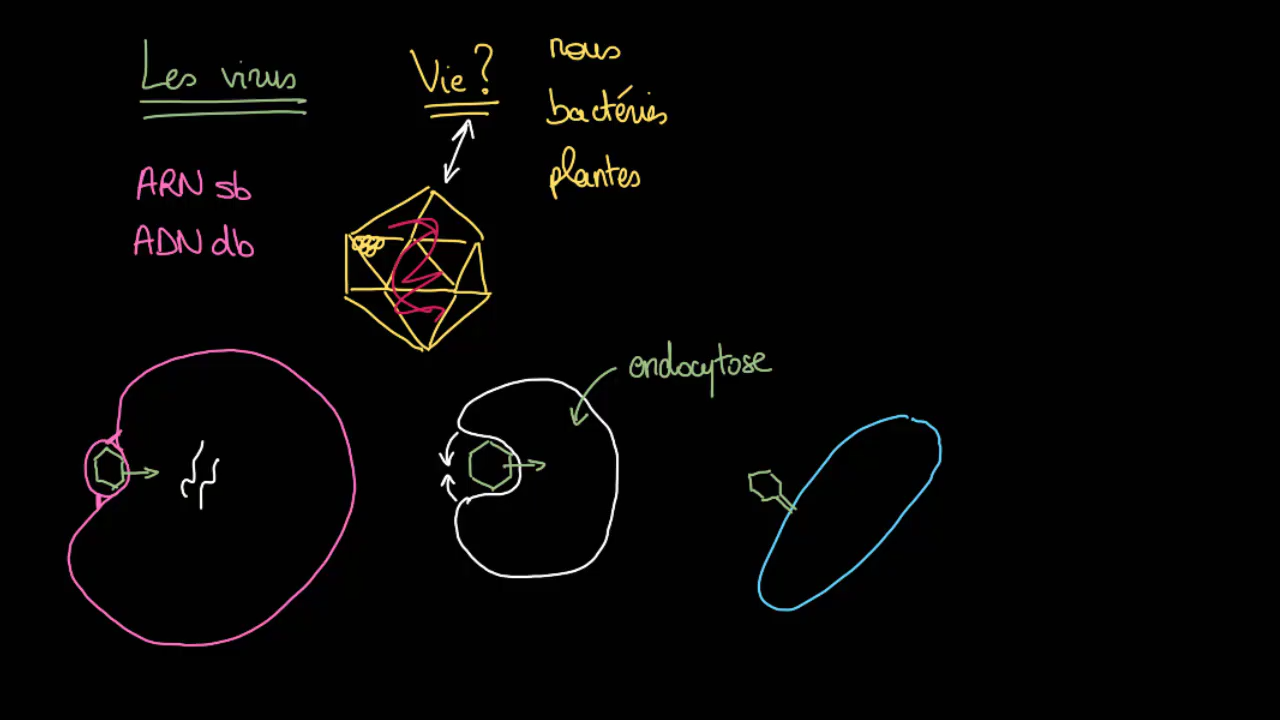 Les virus
Vie?
nous
bactéries
plantes
ARN sb
ADN db
endocytose